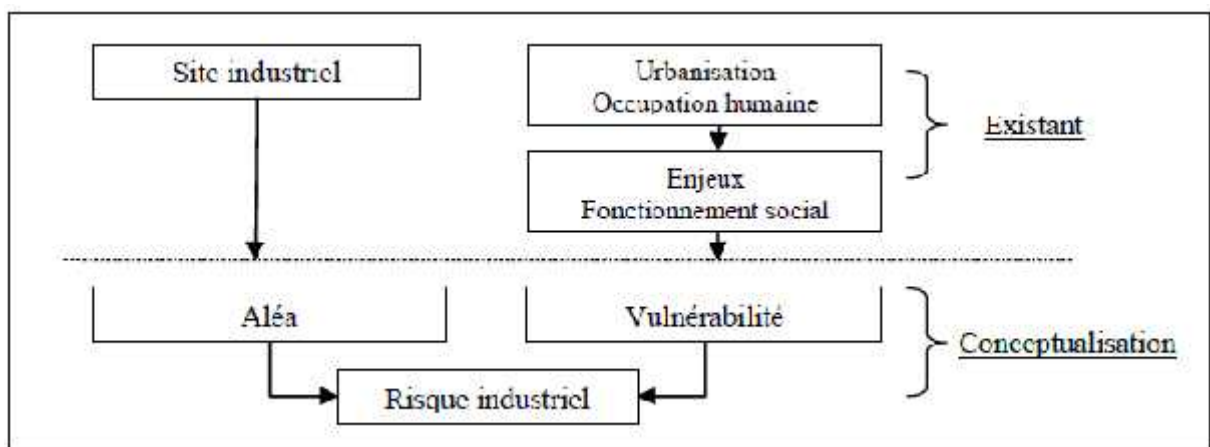 Site industriel
Urbanisation
Occupation humaine
Existant
Enjeux
Fonctionnement social
Aléa
Vulnérabilité
Conceptualisation
Risque industriel